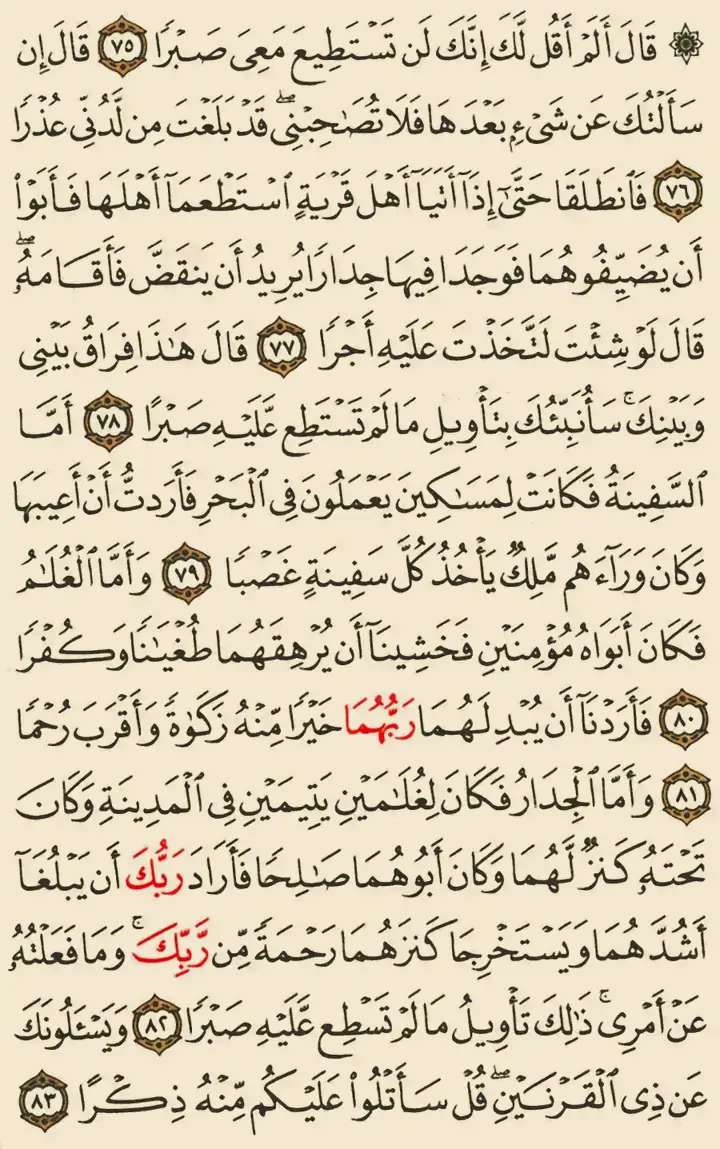 ۞ قَالَ أَلَمْ أَقُل لَّكَ إِنَّكَ لَن تَسْتَطِيعَ مَعِىَ صَبْرًا ٧٥ قَالَ إِن
سَأَلْتُكَ عَن شَىْءٍۭ بَعْدَهَا فَلَا تُصَٰحِبْنِى ۖ قَدْ بَلَغْتَ مِن لَّدُنِّى عُذْرًا
٧٦ فَٱنطَلَقَا حَتَّىٰٓ إِذَآ أَتَيَآ أَهْلَ قَرْيَةٍ ٱسْتَطْعَمَآ أَهْلَهَا فَأَبَوْا۟
أَن يُضَيِّفُوهُمَا فَوَجَدَا فِيهَا جِدَارًا يُرِيدُ أَن يَنقَضَّ فَأَقَامَهُۥ ۖ
قَالَ لَوْ شِئْتَ لَتَّخَذْتَ عَلَيْهِ أَجْرًا ٧٧ قَالَ هَٰذَا فِرَاقُ بَيْنِى
وَبَيْنِكَ ۚ سَأُنَبِّئُكَ بِتَأْوِيلِ مَا لَمْ تَسْتَطِع عَّلَيْهِ صَبْرًا ٧٨ أَمَّا
ٱلسَّفِينَةُ فَكَانَتْ لِمَسَٰكِينَ يَعْمَلُونَ فِى ٱلْبَحْرِ فَأَرَدتُّ أَنْ أَعِيبَهَا
وَكَانَ وَرَآءَهُم مَّلِكٌ يَأْخُذُ كُلَّ سَفِينَةٍ غَصْبًا ٧٩ وَأَمَّا ٱلْغُلَٰمُ
فَكَانَ أَبَوَاهُ مُؤْمِنَيْنِ فَخَشِينَآ أَن يُرْهِقَهُمَا طُغْيَٰنًا وَكُفْرًا
٨٠ فَأَرَدْنَآ أَن يُبْدِلَهُمَا رَبُّهُمَا خَيْرًا مِّنْهُ زَكَوٰةً وَأَقْرَبَ رُحْمًا
٨١ وَأَمَّا ٱلْجِدَارُ فَكَانَ لِغُلَٰمَيْنِ يَتِيمَيْنِ فِى ٱلْمَدِينَةِ وَكَانَ
تَحْتَهُۥ كَنزٌ لَّهُمَا وَكَانَ أَبُوهُمَا صَٰلِحًا فَأَرَادَ رَبُّكَ أَن يَبْلُغَآ
أَشُدَّهُمَا وَيَسْتَخْرِجَا كَنزَهُمَا رَحْمَةً مِّن رَّبِّكَ ۚ وَمَا فَعَلْتُهُۥ
عَنْ أَمْرِى ۚ ذَٰلِكَ تَأْوِيلُ مَا لَمْ تَسْطِع عَّلَيْهِ صَبْرًا ٨٢ وَيَسْـَٔلُونَكَ
عَن ذِى ٱلْقَرْنَيْنِ ۖ قُلْ سَأَتْلُوا۟ عَلَيْكُم مِّنْهُ ذِكْرًا ٨٣